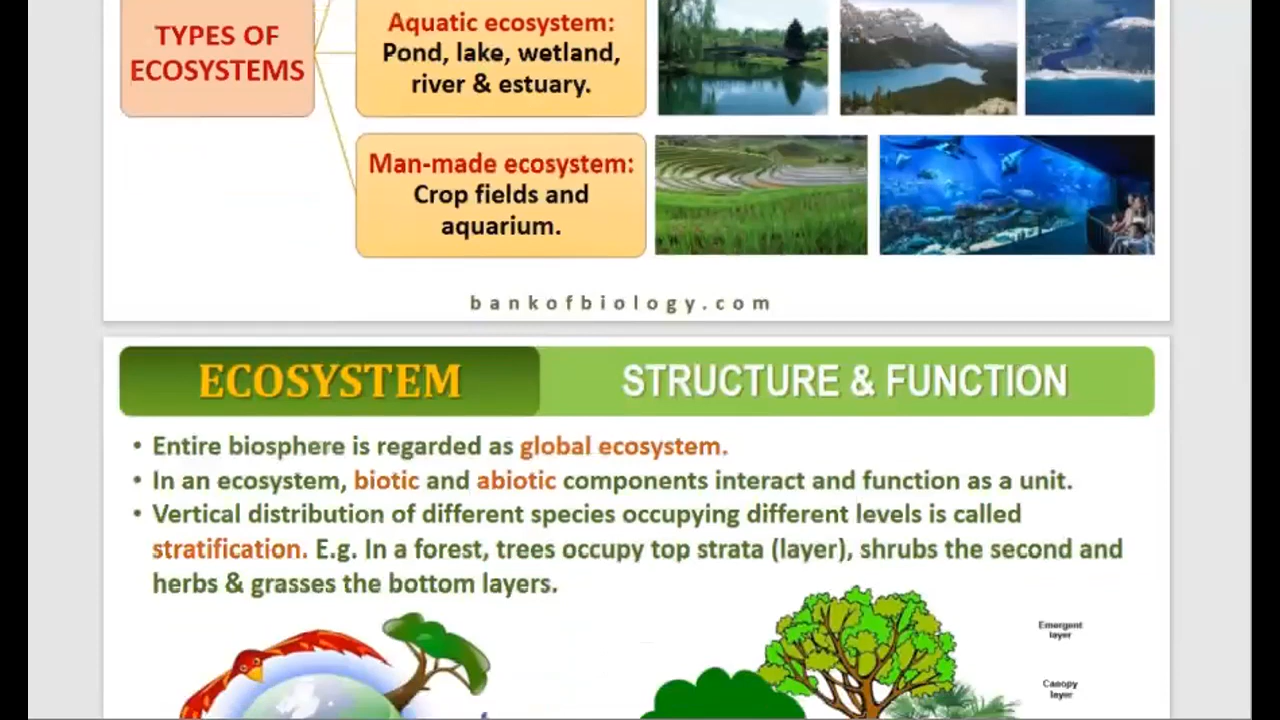 TYPES OF
ECOSYSTEMS
Aquatic ecosystem:
Pond, lake, wetland,
river & estuary.
Man-made ecosystem:
Crop fields and
aquarium.
bankofbiology.com
ECOSYSTEM
STRUCTURE & FUNCTION
• Entire biosphere is regarded as global ecosystem.
• In an ecosystem, biotic and abiotic components interact and function as a unit.
• Vertical distribution of different species occupying different levels is called
stratification. E.g. In a forest, trees occupy top strata (layer), shrubs the second and
herbs & grasses the bottom layers.
Emergent
layer
Canopy
layer